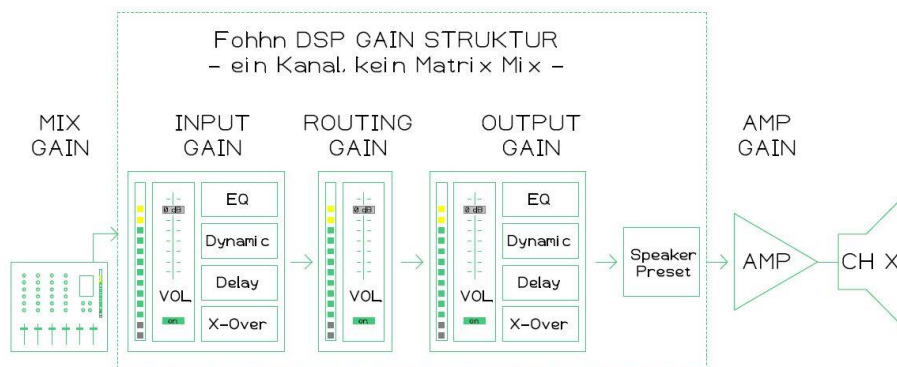 Fohhn DSP GAIN STRUKTUR
- ein Kanal, kein Matrix Mix -
MIX
GAIN
INPUT
GAIN
ROUTING
GAIN
OUTPUT
GAIN
AMP
GAIN
0 dB
VOL
on
EQ
Dynamic
Delay
X-Over
0 dB
VOL
on
0 dB
VOL
on
EQ
Dynamic
Delay
X-Over
Speaker
Preset
AMP
CH X